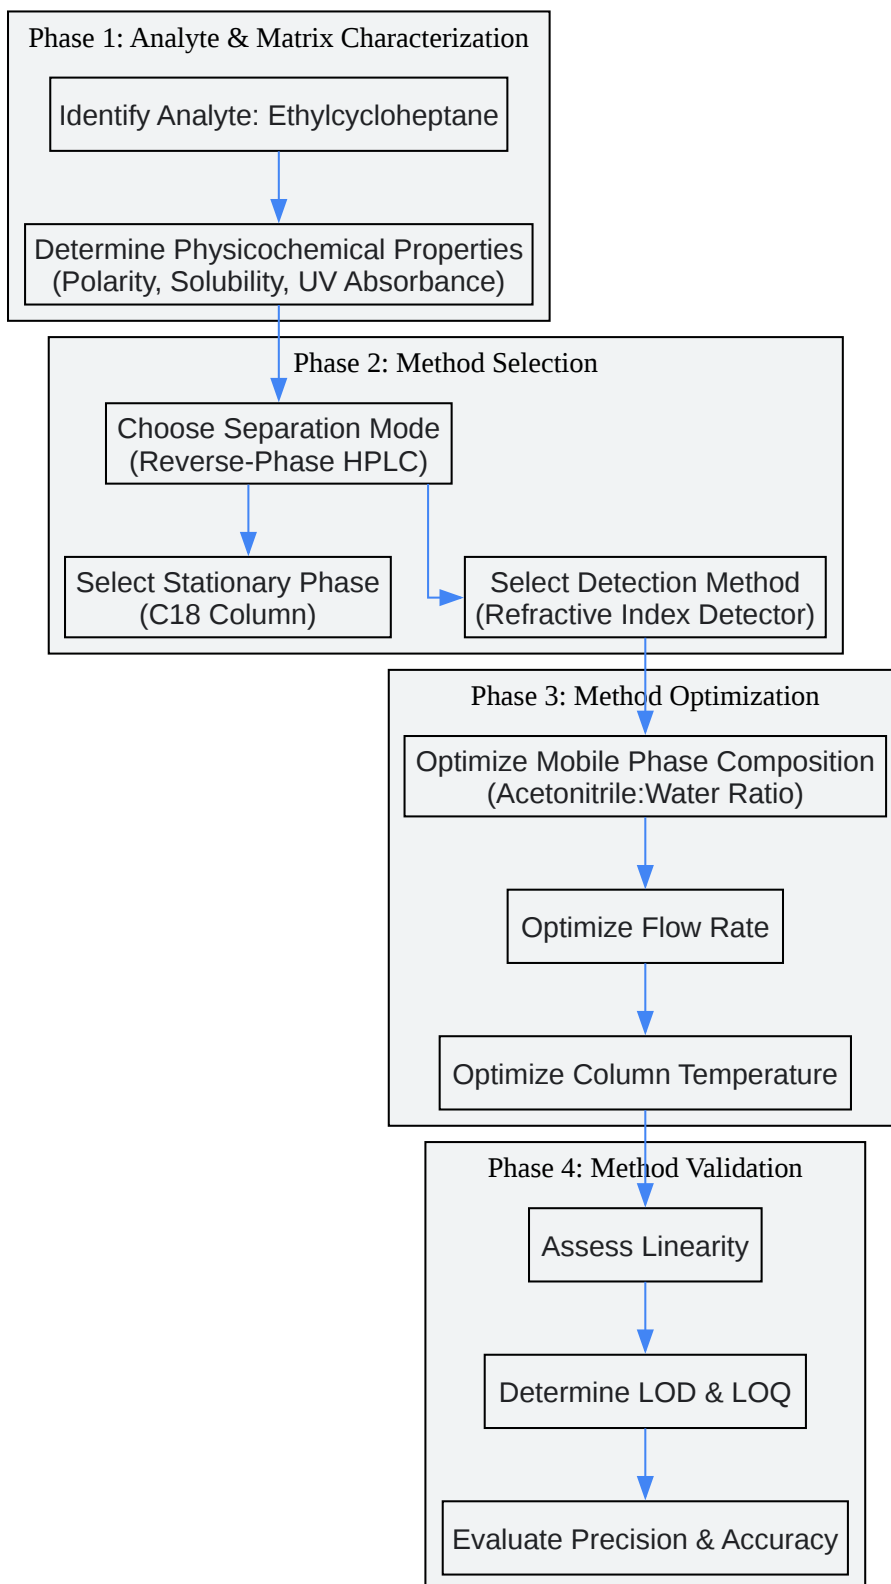 Phase 1: Analyte & Matrix Characterization
Identify Analyte: Ethylcycloheptane
Determine Physicochemical Properties
(Polarity, Solubility, UV Absorbance)
Phase 2: Method Selection
Choose Separation Mode
(Reverse-Phase HPLC)
Select Stationary Phase
(C18 Column)
Select Detection Method
(Refractive Index Detector)
Phase 3: Method Optimization
Optimize Mobile Phase Composition
(Acetonitrile:Water Ratio)
Optimize Flow Rate
Optimize Column Temperature
Phase 4: Method Validation
Assess Linearity
Determine LOD & LOQ
Evaluate Precision & Accuracy